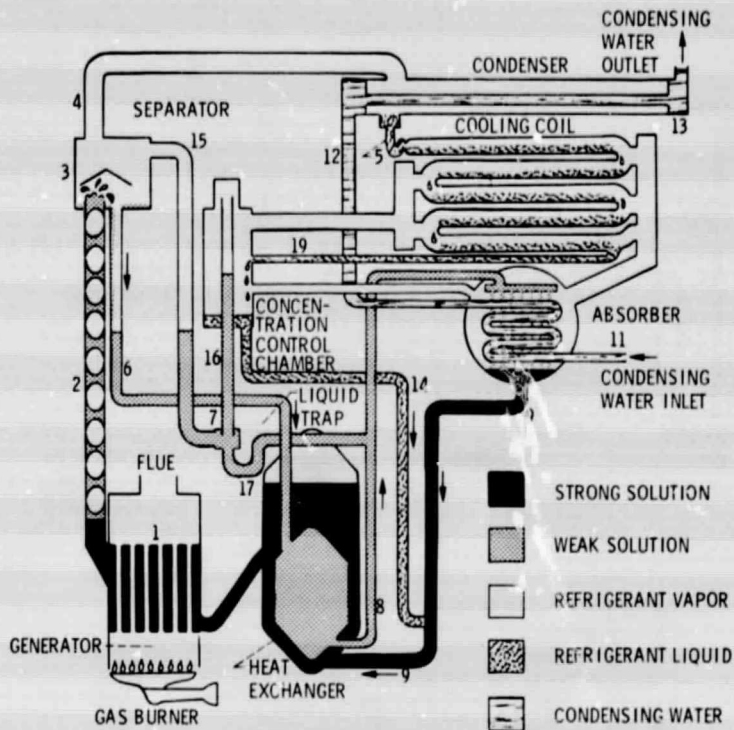 CONDENSING
WATER
OUTLET
CONDENSER
4
SEPARATOR
15
12
5
COOLING COIL
13
3
19
CONCEN-
TRATION
CONTROL
CHAMBER
ABSORBER
11
CONDENSING
WATER INLET
2
6
16
14
7
LIQUID
TRAP
FLUE
17
1
8
9
GENERATOR
HEAT
EXCHANGER
GAS BURNER
STRONG SOLUTION
WEAK SOLUTION
REFRIGERANT VAPOR
REFRIGERANT LIQUID
CONDENSING WATER